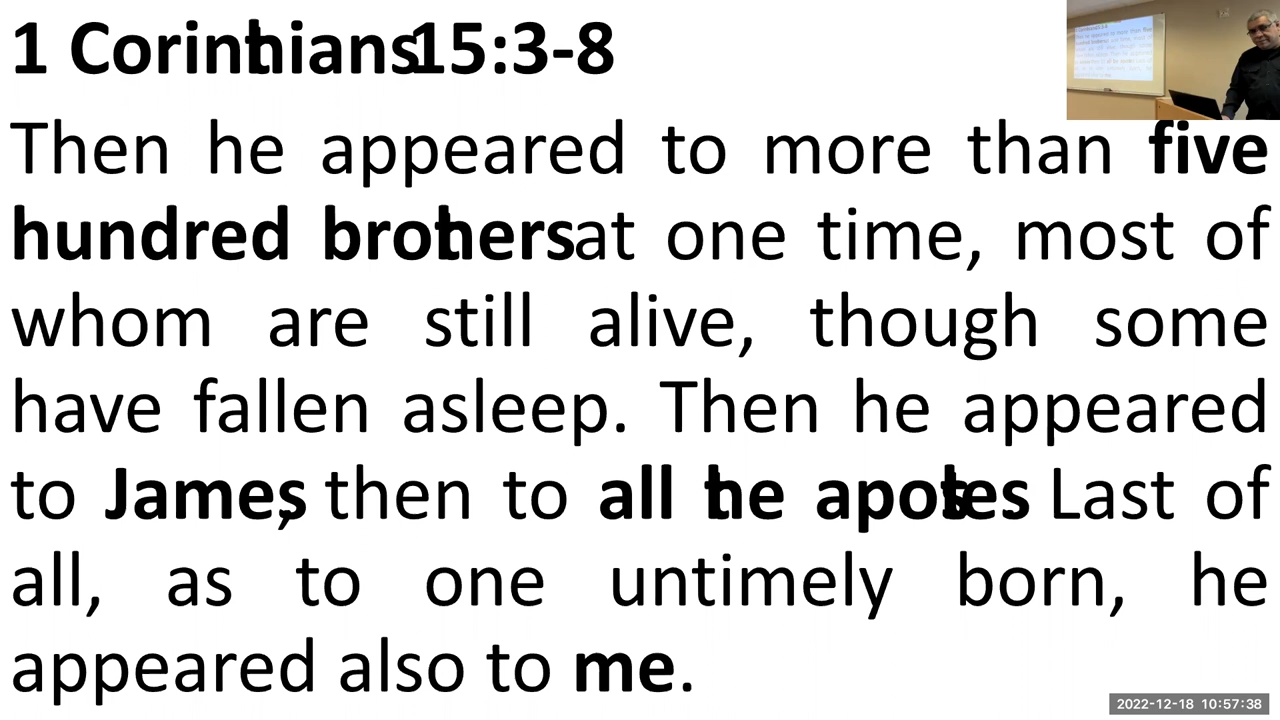 1 Corinthians 15:3-8
Then he appeared to more than five
hundred brothers at one time, most of
whom are still alive, though some
have fallen asleep. Then he appeared
to James, then to all the apostles. Last of
all, as to one untimely born, he
appeared also to me.
2022-12-18 10:57:38